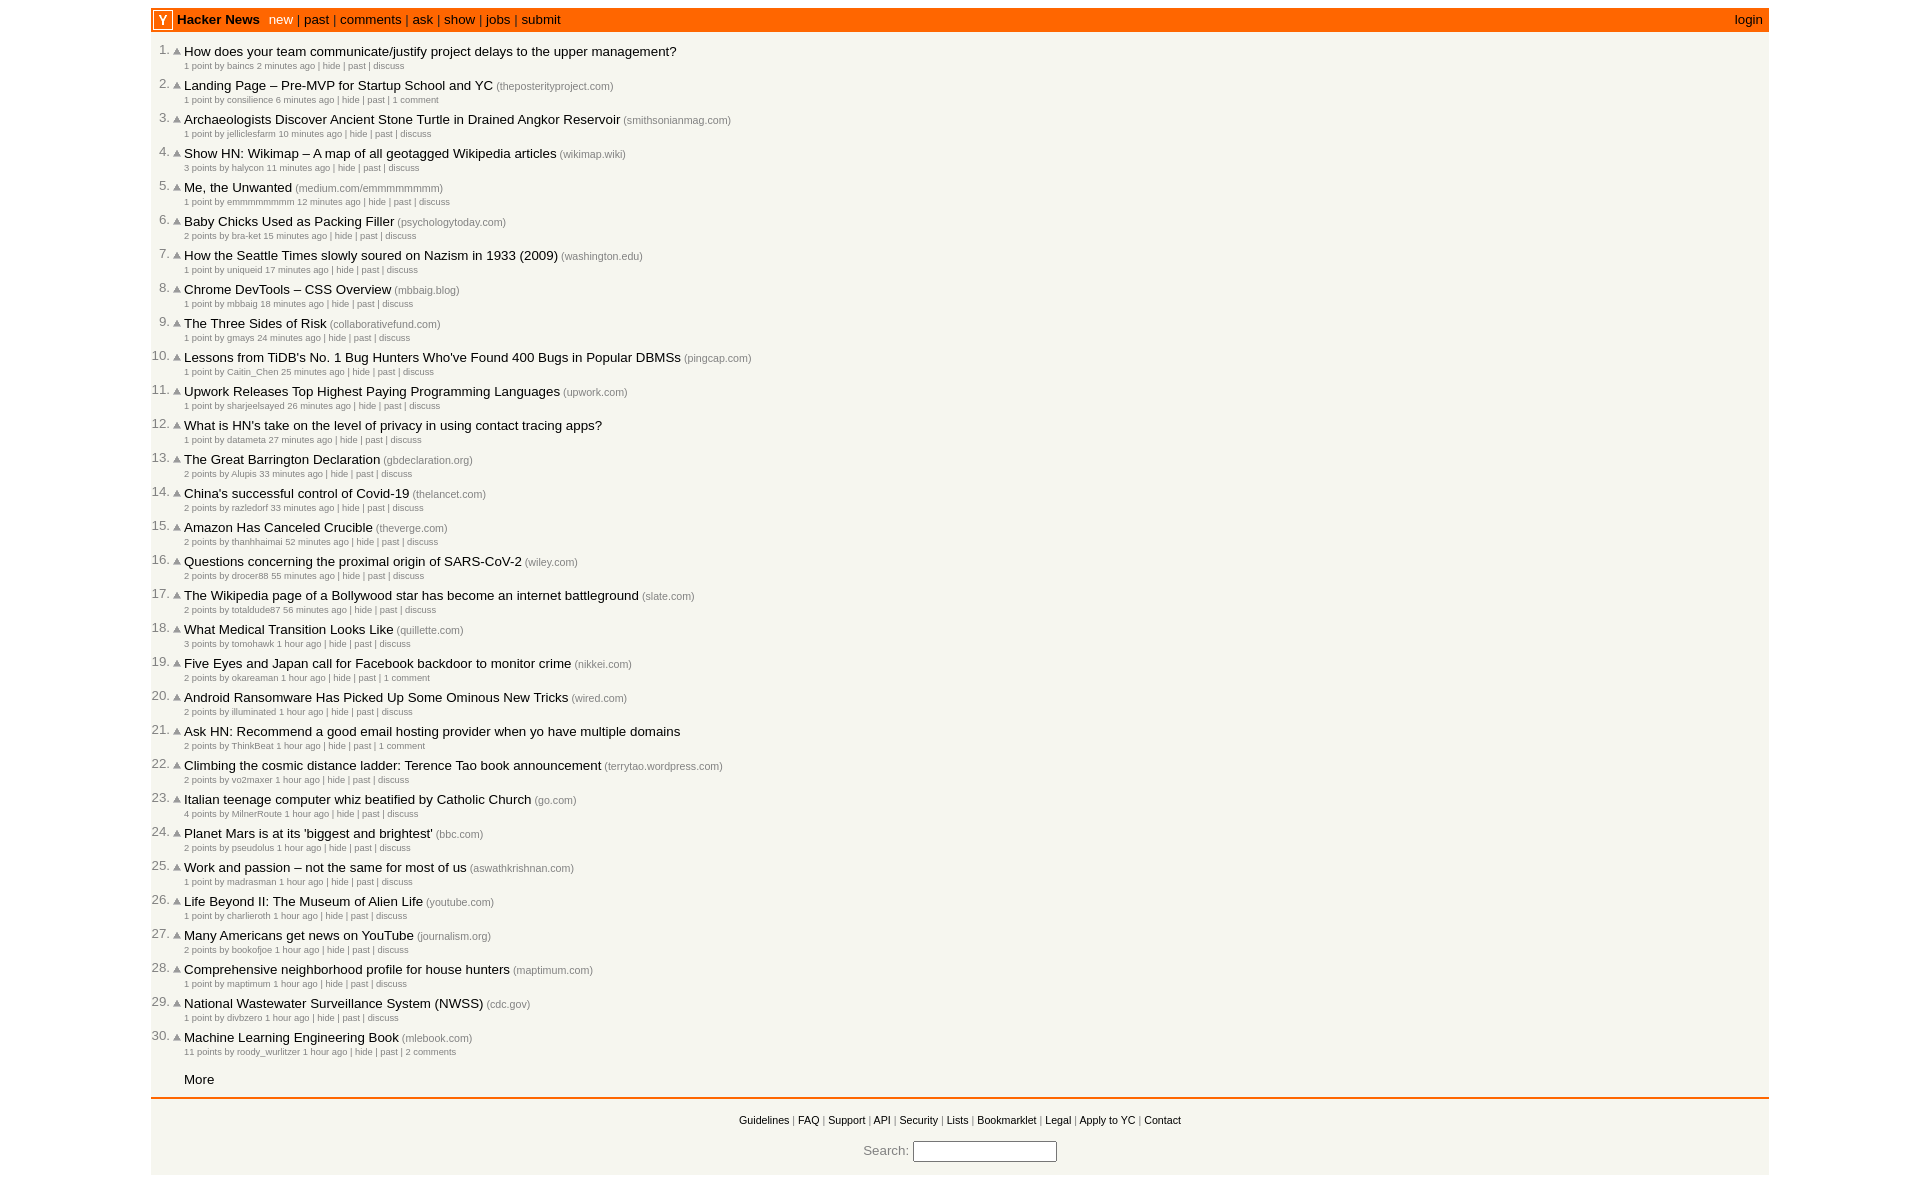 Y Hacker News new | past | comments | ask | show | jobs | submit login
1. How does your team communicate/justify project delays to the upper management?
1 point by baincs 2 minutes ago | hide | past | discuss
2. Landing Page – Pre-MVP for Startup School and YC (theposterityproject.com)
1 point by consilience 6 minutes ago | hide | past | 1 comment
3. Archaeologists Discover Ancient Stone Turtle in Drained Angkor Reservoir (smithsonianmag.com)
1 point by jelliclesfarm 10 minutes ago | hide | past | discuss
4. Show HN: Wikimap – A map of all geotagged Wikipedia articles (wikimap.wiki)
3 points by halycon 11 minutes ago | hide | past | discuss
5. Me, the Unwanted (medium.com/emmmmmmmm)
1 point by emmmmmmmmm 12 minutes ago | hide | past | discuss
6. Baby Chicks Used as Packing Filler (psychologytoday.com)
2 points by bra-ket 15 minutes ago | hide | past | discuss
7. How the Seattle Times slowly soured on Nazism in 1933 (2009) (washington.edu)
1 point by uniqueid 17 minutes ago | hide | past | discuss
8. Chrome DevTools – CSS Overview (mbbaig.blog)
1 point by mbbaig 18 minutes ago | hide | past | discuss
9. The Three Sides of Risk (collaborativefund.com)
1 point by gmays 24 minutes ago | hide | past | discuss
10. Lessons from TiDB's No. 1 Bug Hunters Who've Found 400 Bugs in Popular DBMSs (pingcap.com)
1 point by Caitin_Chen 25 minutes ago | hide | past | discuss
11. Upwork Releases Top Highest Paying Programming Languages (upwork.com)
1 point by sharjeelsayed 26 minutes ago | hide | past | discuss
12. What is HN's take on the level of privacy in using contact tracing apps?
1 point by datameta 27 minutes ago | hide | past | discuss
13. The Great Barrington Declaration (gbdeclaration.org)
2 points by Alupis 33 minutes ago | hide | past | discuss
14. China's successful control of Covid-19 (thelancet.com)
2 points by razledorf 33 minutes ago | hide | past | discuss
15. Amazon Has Canceled Crucible (theverge.com)
2 points by thanhhaimai 52 minutes ago | hide | past | discuss
16. Questions concerning the proximal origin of SARS-CoV-2 (wiley.com)
2 points by drocer88 55 minutes ago | hide | past | discuss
17. The Wikipedia page of a Bollywood star has become an internet battleground (slate.com)
2 points by totaldude87 56 minutes ago | hide | past | discuss
18. What Medical Transition Looks Like (quillette.com)
3 points by tomohawk 1 hour ago | hide | past | discuss
19. Five Eyes and Japan call for Facebook backdoor to monitor crime (nikkei.com)
2 points by okareaman 1 hour ago | hide | past | 1 comment
20. Android Ransomware Has Picked Up Some Ominous New Tricks (wired.com)
2 points by illuminated 1 hour ago | hide | past | discuss
21. Ask HN: Recommend a good email hosting provider when yo have multiple domains
2 points by ThinkBeat 1 hour ago | hide | past | 1 comment
22. Climbing the cosmic distance ladder: Terence Tao book announcement (terrytao.wordpress.com)
2 points by vo2maxer 1 hour ago | hide | past | discuss
23. Italian teenage computer whiz beatified by Catholic Church (go.com)
4 points by MilnerRoute 1 hour ago | hide | past | discuss
24. Planet Mars is at its 'biggest and brightest' (bbc.com)
2 points by pseudolus 1 hour ago | hide | past | discuss
25. Work and passion – not the same for most of us (aswathkrishnan.com)
1 point by madrasman 1 hour ago | hide | past | discuss
26. Life Beyond II: The Museum of Alien Life (youtube.com)
1 point by charlieroth 1 hour ago | hide | past | discuss
27. Many Americans get news on YouTube (journalism.org)
2 points by bookofjoe 1 hour ago | hide | past | discuss
28. Comprehensive neighborhood profile for house hunters (maptimum.com)
1 point by maptimum 1 hour ago | hide | past | discuss
29. National Wastewater Surveillance System (NWSS) (cdc.gov)
1 point by divbzero 1 hour ago | hide | past | discuss
30. Machine Learning Engineering Book (mlebook.com)
11 points by roody_wurlitzer 1 hour ago | hide | past | 2 comments
More
Guidelines | FAQ | Support | API | Security | Lists | Bookmarklet | Legal | Apply to YC | Contact
Search: